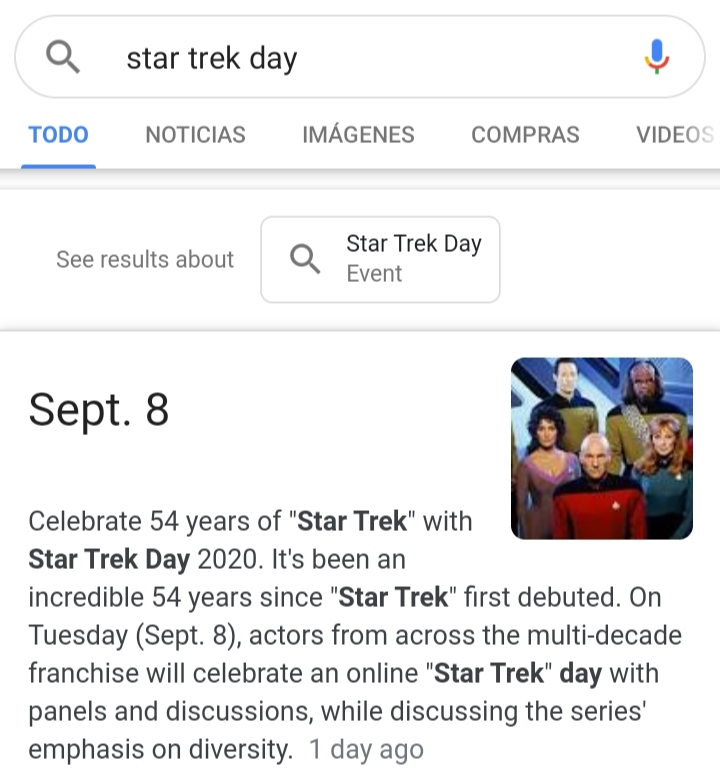 star trek day
TODO NOTICIAS IMÁGENES COMPRAS VIDEOS
See results about
Star Trek Day
Event
Sept. 8
Celebrate 54 years of "Star Trek" with
Star Trek Day 2020. It's been an
incredible 54 years since "Star Trek" first debuted. On
Tuesday (Sept. 8), actors from across the multi-decade
franchise will celebrate an online "Star Trek" day with
panels and discussions, while discussing the series'
emphasis on diversity. 1 day ago